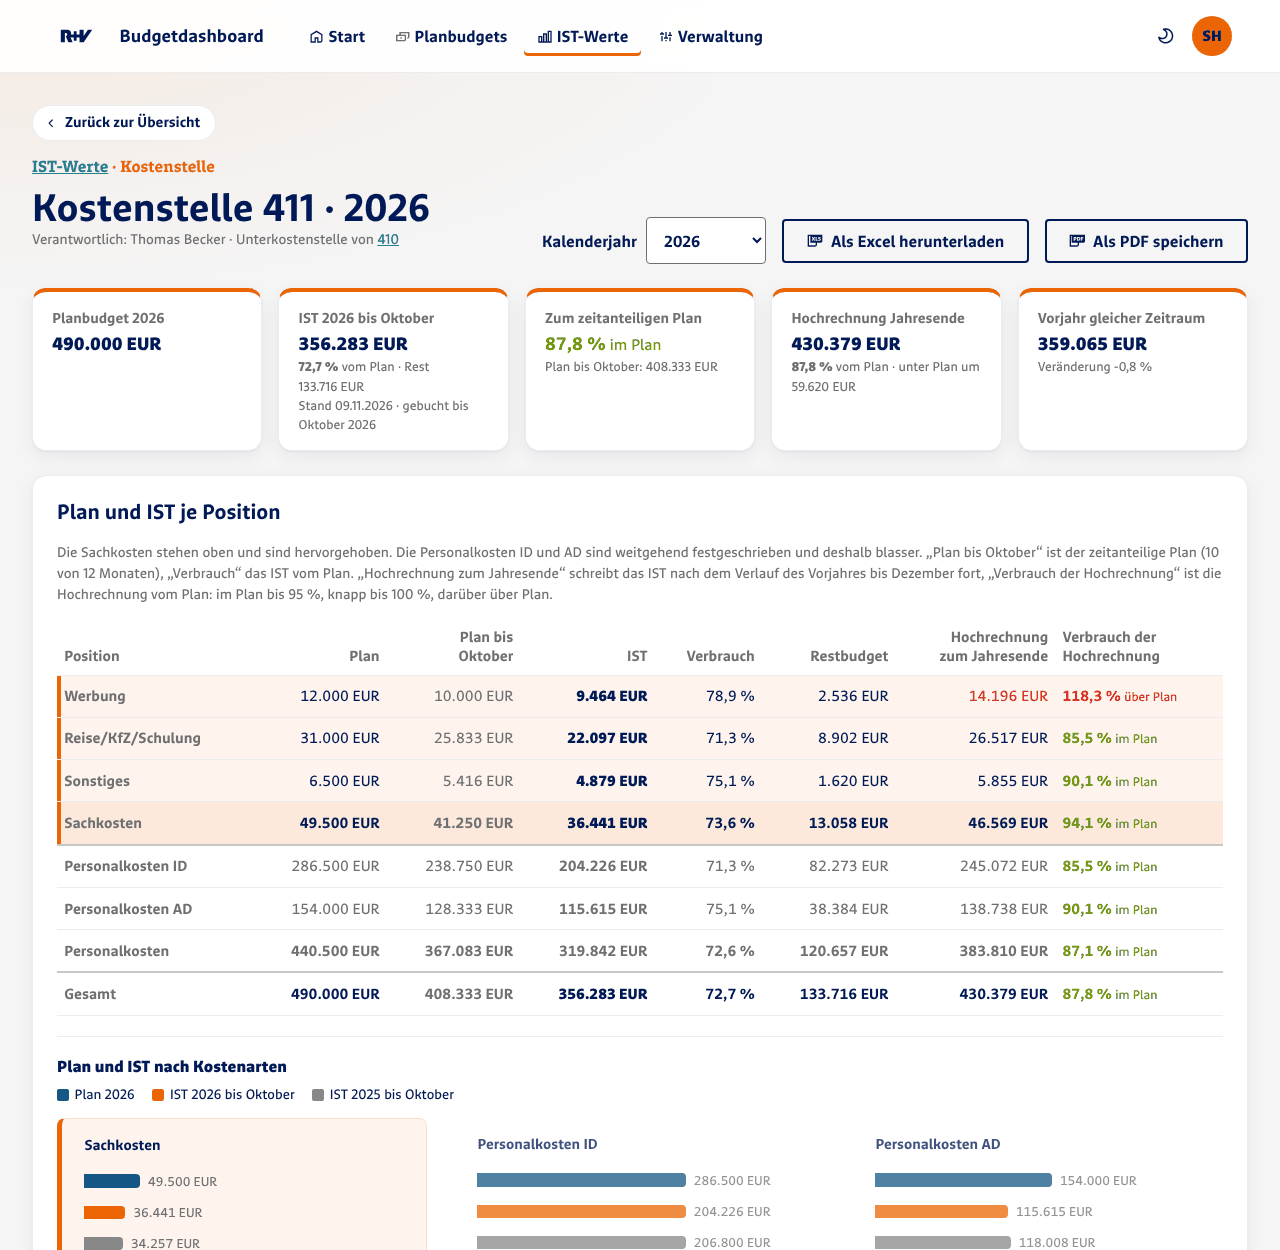 R+V Budgetdashboard Start Planbudgets IST-Werte Verwaltung SH
Zurück zur Übersicht
IST-Werte · Kostenstelle
Kostenstelle 411 · 2026
Verantwortlich: Thomas Becker · Unterkostenstelle von 410
Kalenderjahr 2026 Als Excel herunterladen Als PDF speichern
Planbudget 2026
490.000 EUR
IST 2026 bis Oktober
356.283 EUR
72,7 % vom Plan · Rest
133.716 EUR
Stand 09.11.2026 · gebucht bis
Oktober 2026
Zum zeitanteiligen Plan
87,8 % im Plan
Plan bis Oktober: 408.333 EUR
Hochrechnung Jahresende
430.379 EUR
87,8 % vom Plan · unter Plan um
59.620 EUR
Vorjahr gleicher Zeitraum
359.065 EUR
Veränderung -0,8 %
Plan und IST je Position
Die Sachkosten stehen oben und sind hervorgehoben. Die Personalkosten ID und AD sind weitgehend festgeschrieben und deshalb blasser. „Plan bis Oktober“ ist der zeitanteilige Plan (10
von 12 Monaten), „Verbrauch“ das IST vom Plan. „Hochrechnung zum Jahresende“ schreibt das IST nach dem Verlauf des Vorjahres bis Dezember fort, „Verbrauch der Hochrechnung“ ist die
Hochrechnung vom Plan: im Plan bis 95 %, knapp bis 100 %, darüber über Plan.
Position Plan Plan bis Oktober IST Verbrauch Restbudget Hochrechnung zum Jahresende Verbrauch der Hochrechnung
Werbung 12.000 EUR 10.000 EUR 9.464 EUR 78,9 % 2.536 EUR 14.196 EUR 118,3 % über Plan
Reise/KfZ/Schulung 31.000 EUR 25.833 EUR 22.097 EUR 71,3 % 8.902 EUR 26.517 EUR 85,5 % im Plan
Sonstiges 6.500 EUR 5.416 EUR 4.879 EUR 75,1 % 1.620 EUR 5.855 EUR 90,1 % im Plan
Sachkosten 49.500 EUR 41.250 EUR 36.441 EUR 73,6 % 13.058 EUR 46.569 EUR 94,1 % im Plan
Personalkosten ID 286.500 EUR 238.750 EUR 204.226 EUR 71,3 % 82.273 EUR 245.072 EUR 85,5 % im Plan
Personalkosten AD 154.000 EUR 128.333 EUR 115.615 EUR 75,1 % 38.384 EUR 138.738 EUR 90,1 % im Plan
Personalkosten 440.500 EUR 367.083 EUR 319.842 EUR 72,6 % 120.657 EUR 383.810 EUR 87,1 % im Plan
Gesamt 490.000 EUR 408.333 EUR 356.283 EUR 72,7 % 133.716 EUR 430.379 EUR 87,8 % im Plan
Plan und IST nach Kostenarten
Plan 2026 IST 2026 bis Oktober IST 2025 bis Oktober
Sachkosten
49.500 EUR
36.441 EUR
34.257 EUR
Personalkosten ID
286.500 EUR
204.226 EUR
206.800 EUR
Personalkosten AD
154.000 EUR
115.615 EUR
118.008 EUR